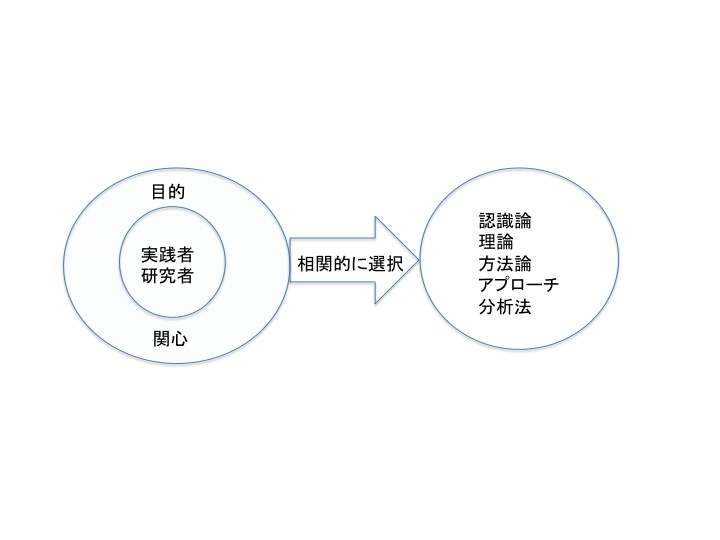 目的
実践者
研究者
関心
相関的に選択
認識論
理論
方法論
アプローチ
分析法